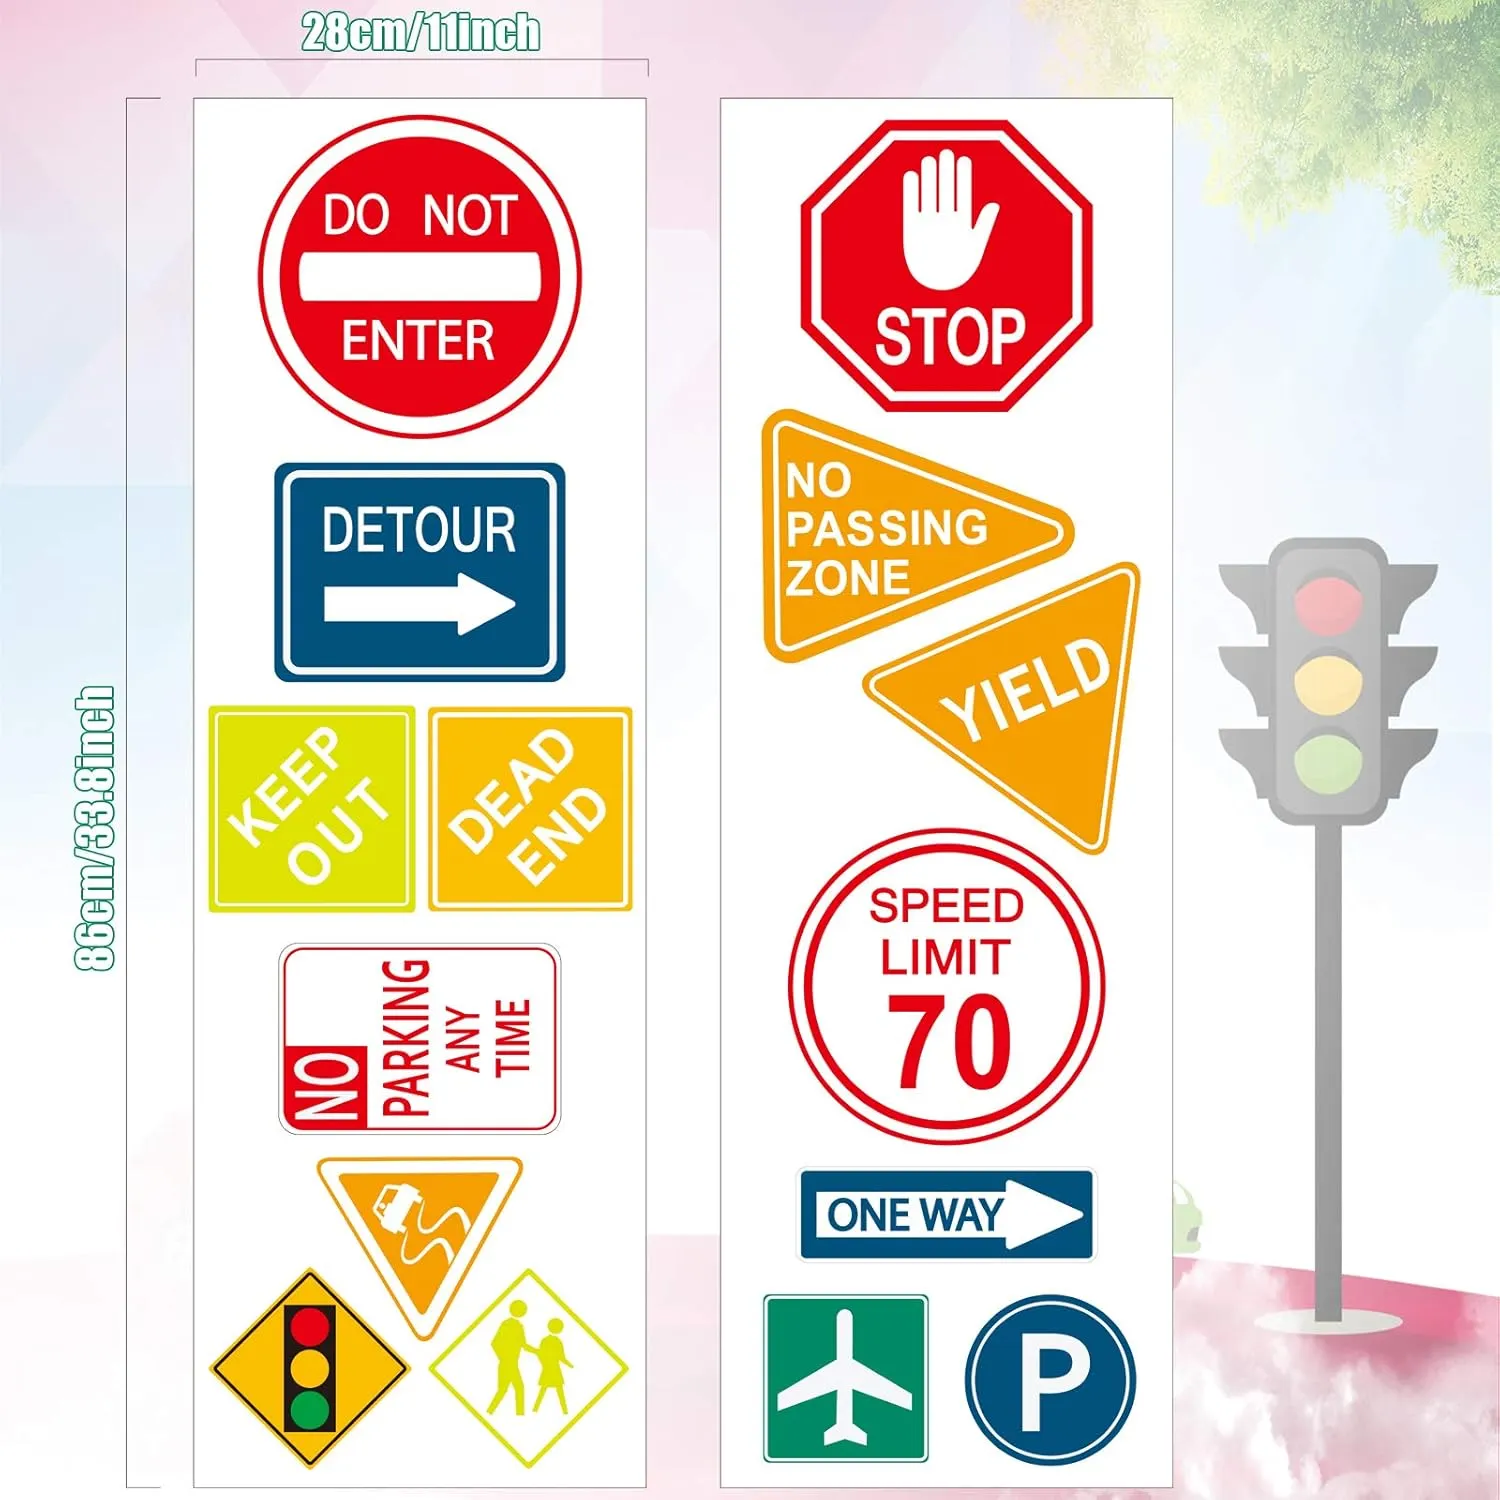 28cm/11inch
86cm/33.8inch
DO NOT
ENTER
DETOUR
KEEP
OUT
DEAD
END
NO
PARKING
ANY
TIME
STOP
NO
PASSING
ZONE
YIELD
SPEED
LIMIT
70
ONE WAY
P